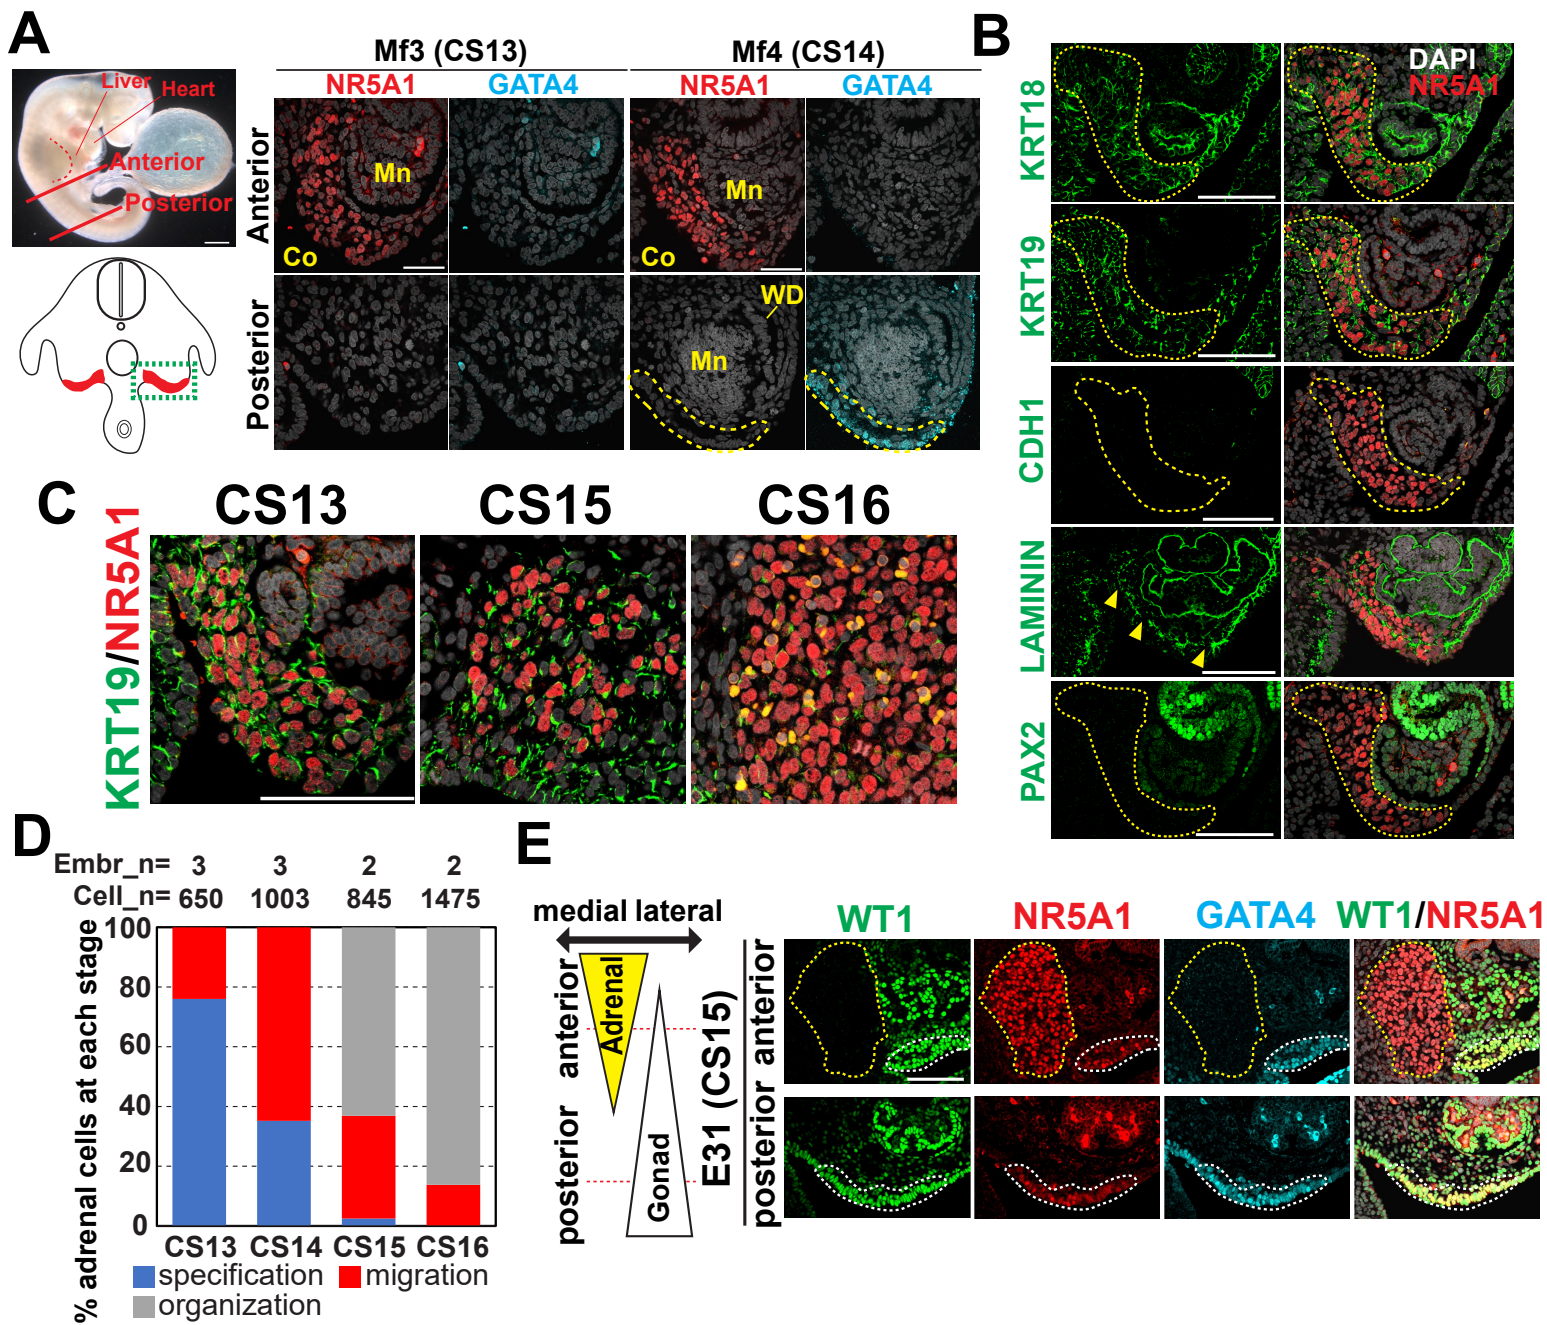 A
Mf3 (CS13)
Mf4 (CS14)
NR5A1
GATA4
NR5A1
GATA4
Liver
Heart
Anterior
Posterior
Anterior
Mn
Co
Mn
Co
Posterior
Mn
WD
B
DAPI
NR5A1
KRT18
KRT19
CDH1
LAMININ
PAX2
C
CS13
CS15
CS16
KRT19/NR5A1
D
Embr_n= 3 3 2 2
Cell_n= 650 1003 845 1475
% adrenal cells at each stage
100
80
60
40
20
0
CS13 CS14 CS15 CS16
specification
migration
organization
E
medial lateral
anterior
posterior
Adrenal
Gonad
E31 (CS15)
anterior
posterior
WT1
NR5A1
GATA4
WT1/NR5A1